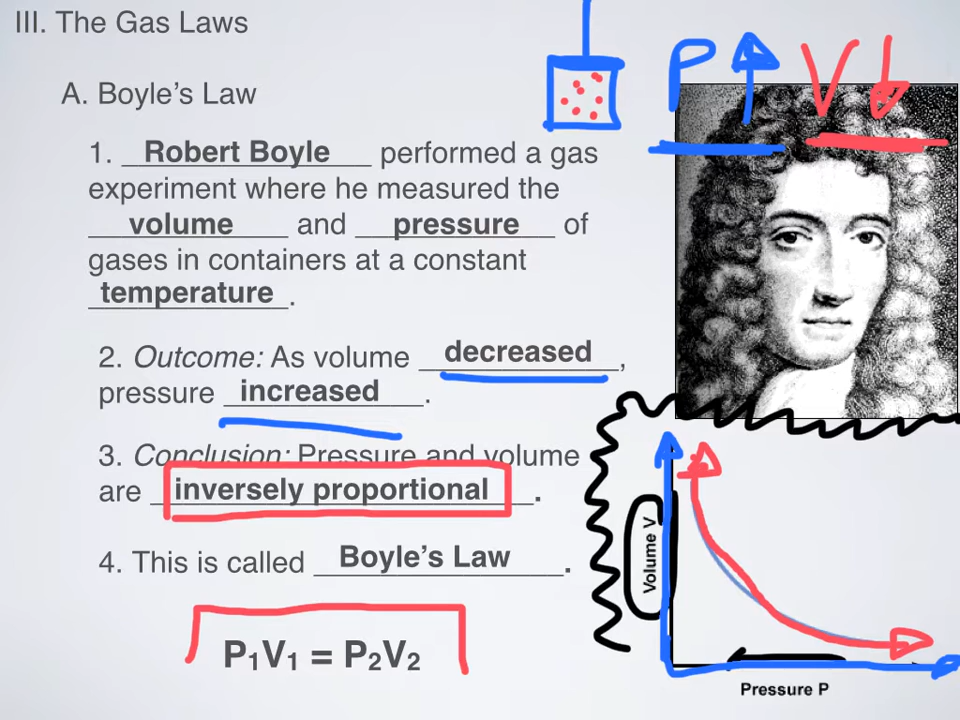 III. The Gas Laws
P↑ V↓
A. Boyle's Law
1. Robert Boyle performed a gas
experiment where he measured the
volume and pressure of
gases in containers at a constant
temperature.
2. Outcome: As volume decreased,
pressure increased.
3. Conclusion: Pressure and volume
are inversely proportional.
4. This is called Boyle's Law.
P₁V₁ = P₂V₂
Volume V
Pressure P